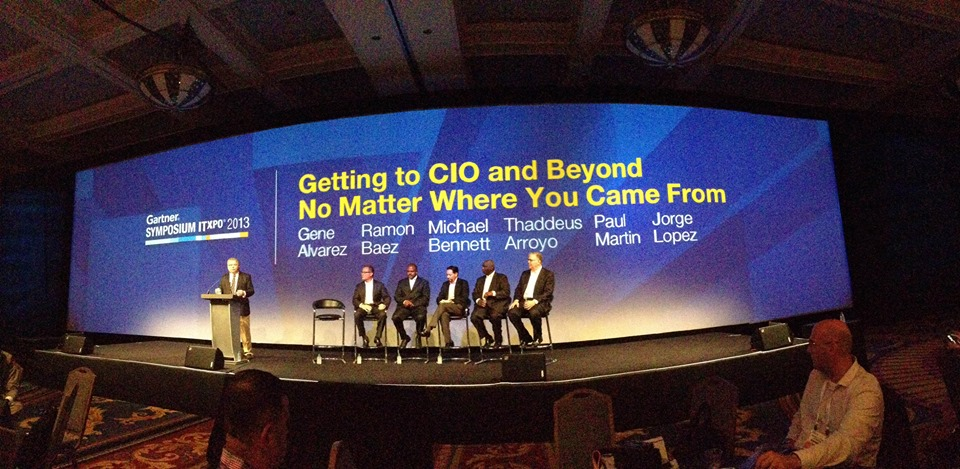 Gartner.
SYMPOSIUM ITXPO® 2013
Getting to CIO and Beyond
No Matter Where You Came From
Gene Alvarez
Ramon Baez
Michael Bennett
Thaddeus Arroyo
Paul Martin
Jorge Lopez